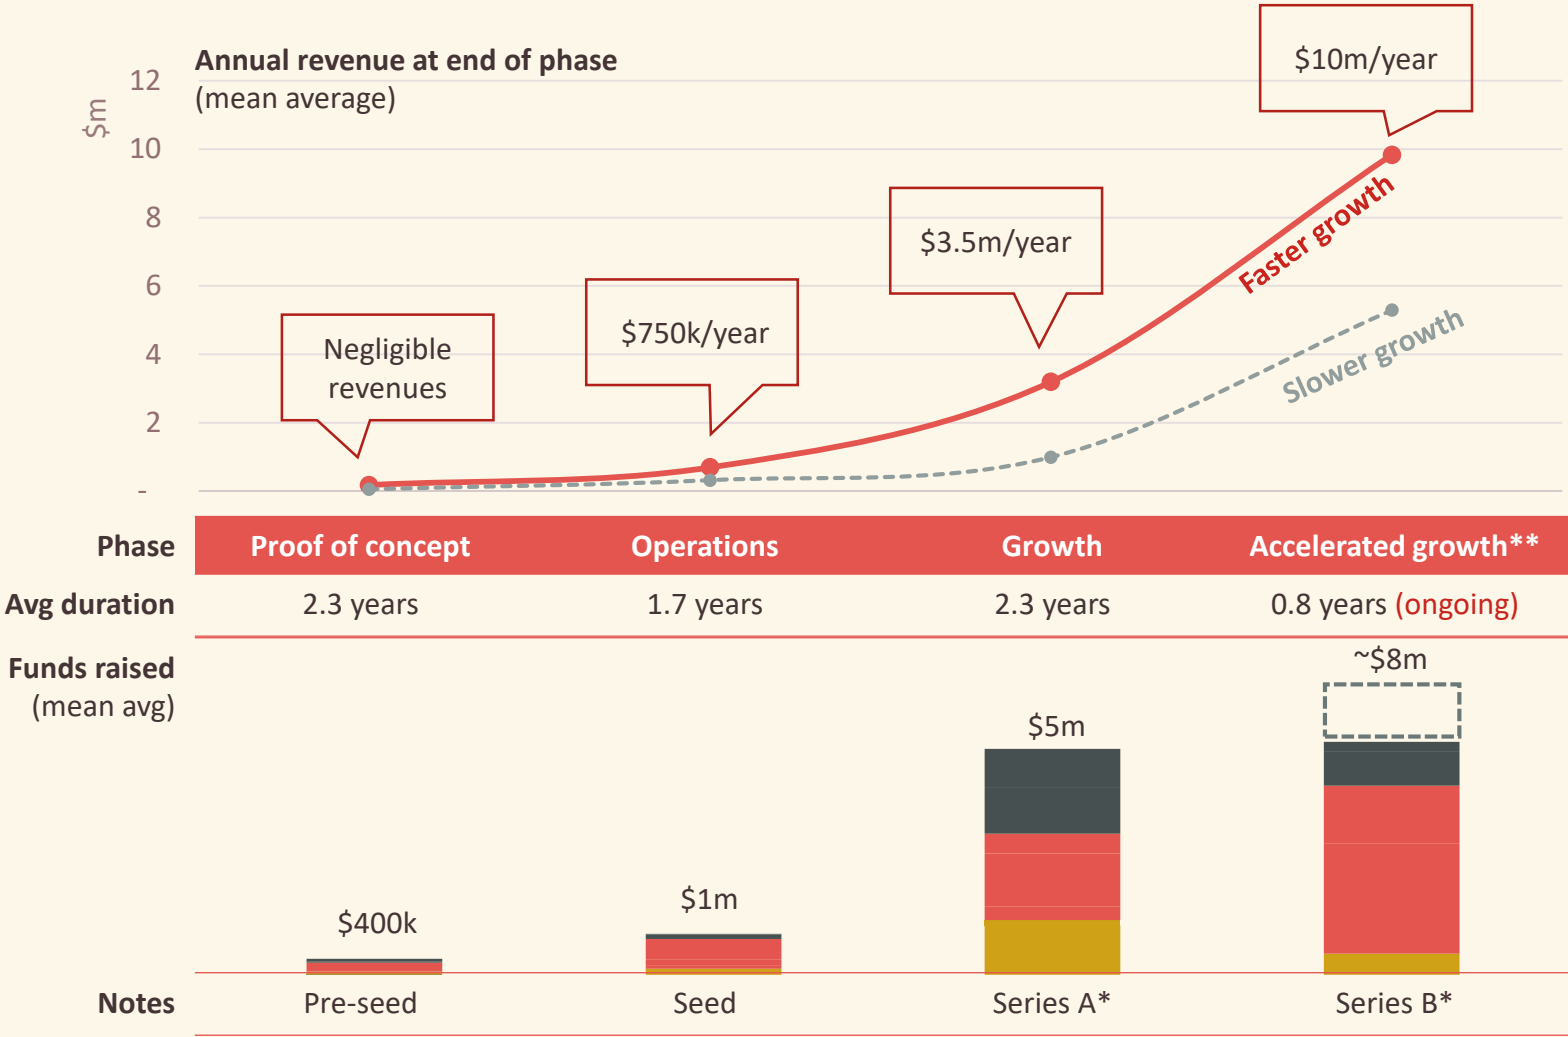 Annual revenue at end of phase
(mean average)
$m
12
10
8
6
4
2
-
Negligible
revenues
$750k/year
$3.5m/year
$10m/year
Faster growth
Slower growth
Phase Proof of concept Operations Growth Accelerated growth**
Avg duration 2.3 years 1.7 years 2.3 years 0.8 years (ongoing)
Funds raised
(mean avg)
$400k
$1m
$5m
~$8m
Notes Pre-seed Seed Series A* Series B*